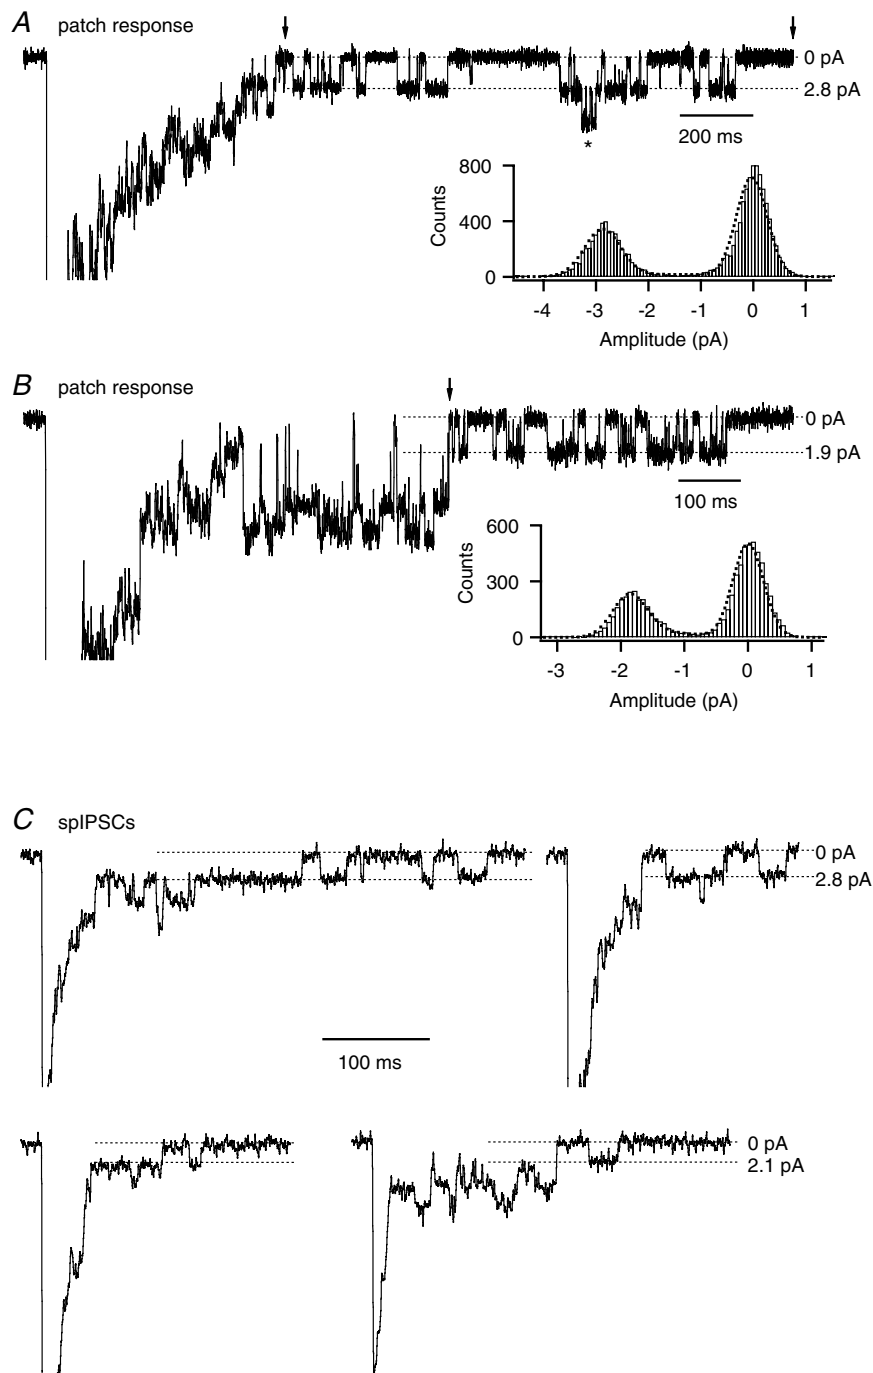 A patch response
0 pA
2.8 pA
200 ms
*
800
400
0
Counts
-4 -3 -2 -1 0 1
Amplitude (pA)
B patch response
0 pA
1.9 pA
100 ms
600
300
0
Counts
-3 -2 -1 0 1
Amplitude (pA)
C spIPSCs
0 pA
2.8 pA
100 ms
0 pA
2.1 pA